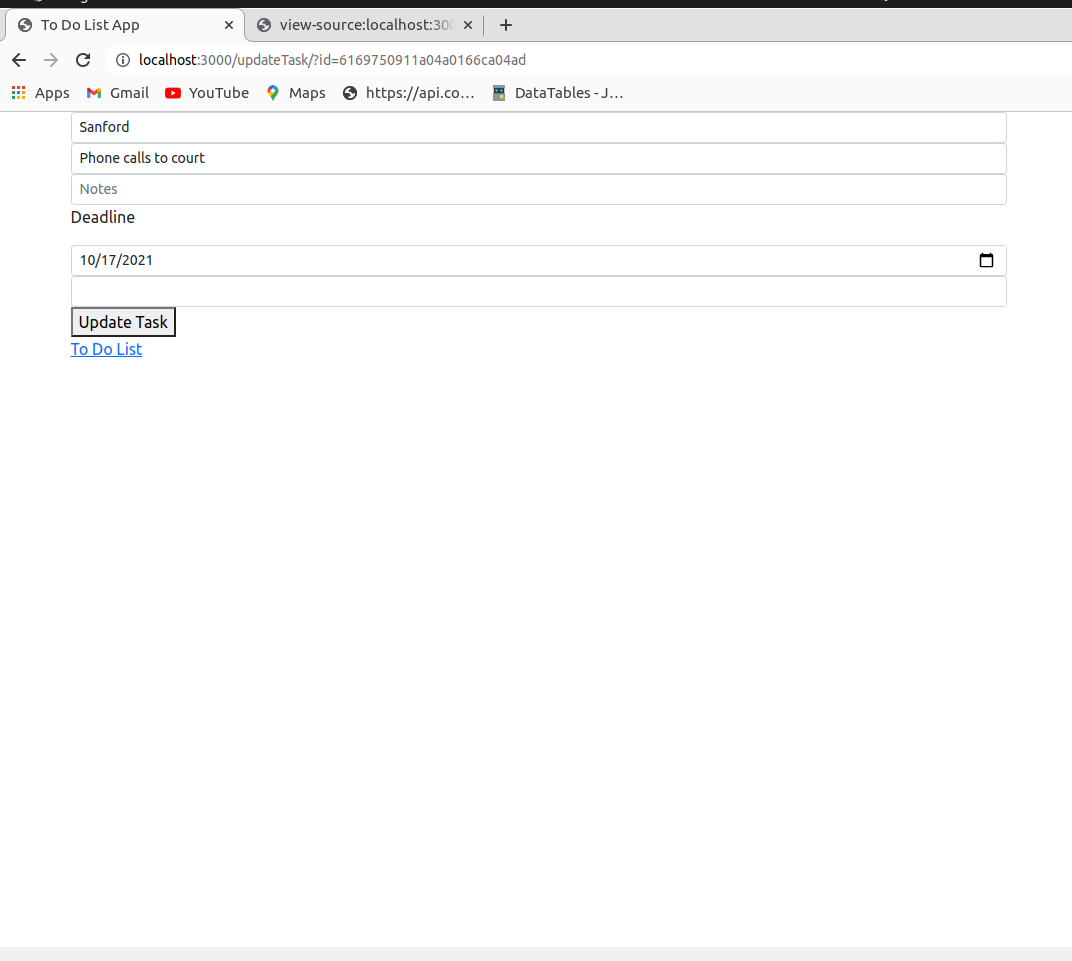 To Do List App
view-source:localhost:300
localhost:3000/updateTask/?id=6169750911a04a0166ca04ad
Apps Gmail YouTube Maps https://api.co... DataTables - J...
Sanford
Phone calls to court
Notes
Deadline
10/17/2021
Update Task
To Do List